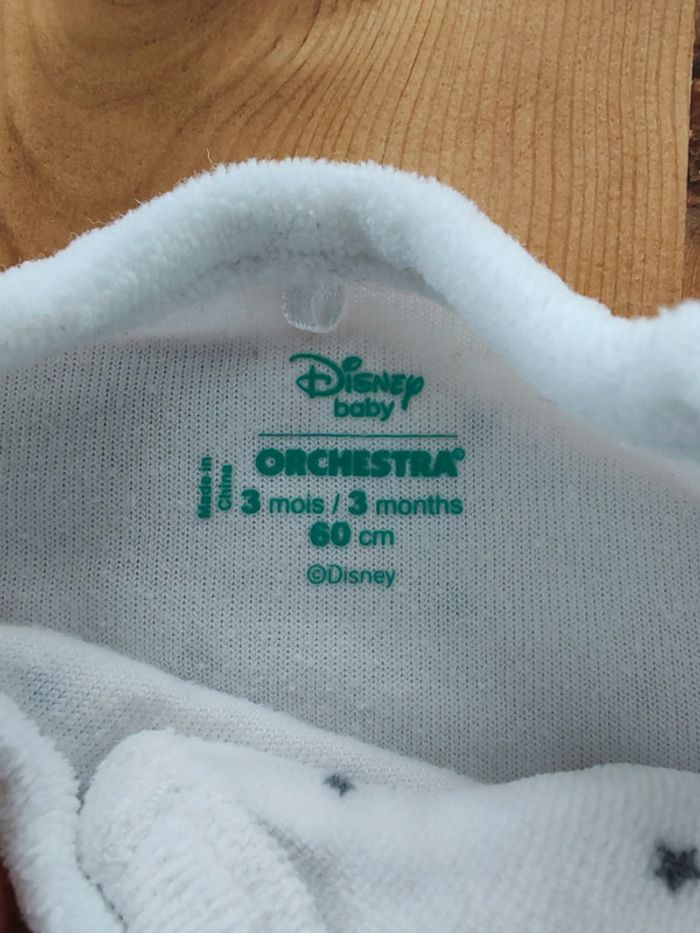 Disney
baby
ORCHESTRA®
Made in
China
3 mois / 3 months
60 cm
©Disney